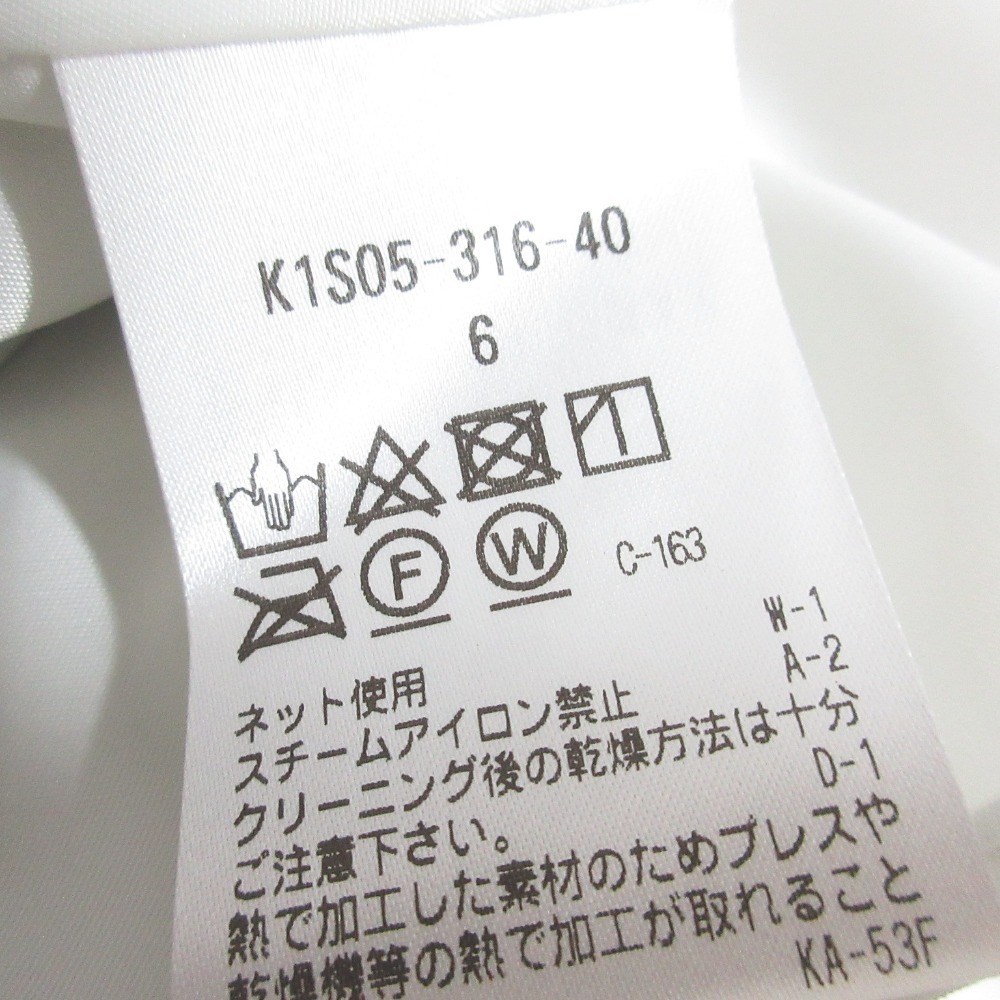 K1S05-316-40
6
F W C-163
W-1
ネット使用
A-2
スチームアイロン禁止
クリーニング後の乾燥方法は十分
D-1
ご注意下さい。
熱で加工した素材のためプレスや
乾燥機等の熱で加工が取れること
KA-53F